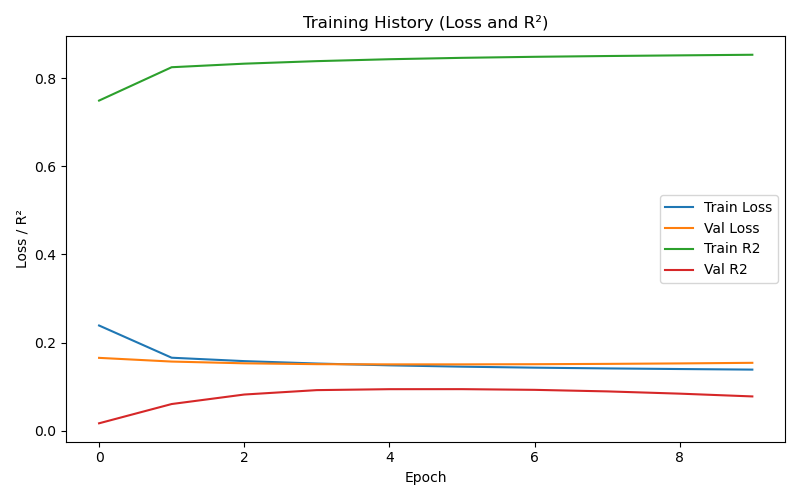 Training History (Loss and R²)
Loss / R²
0.8
0.6
0.4
0.2
0.0
Train Loss
Val Loss
Train R2
Val R2
0 2 4 6 8
Epoch